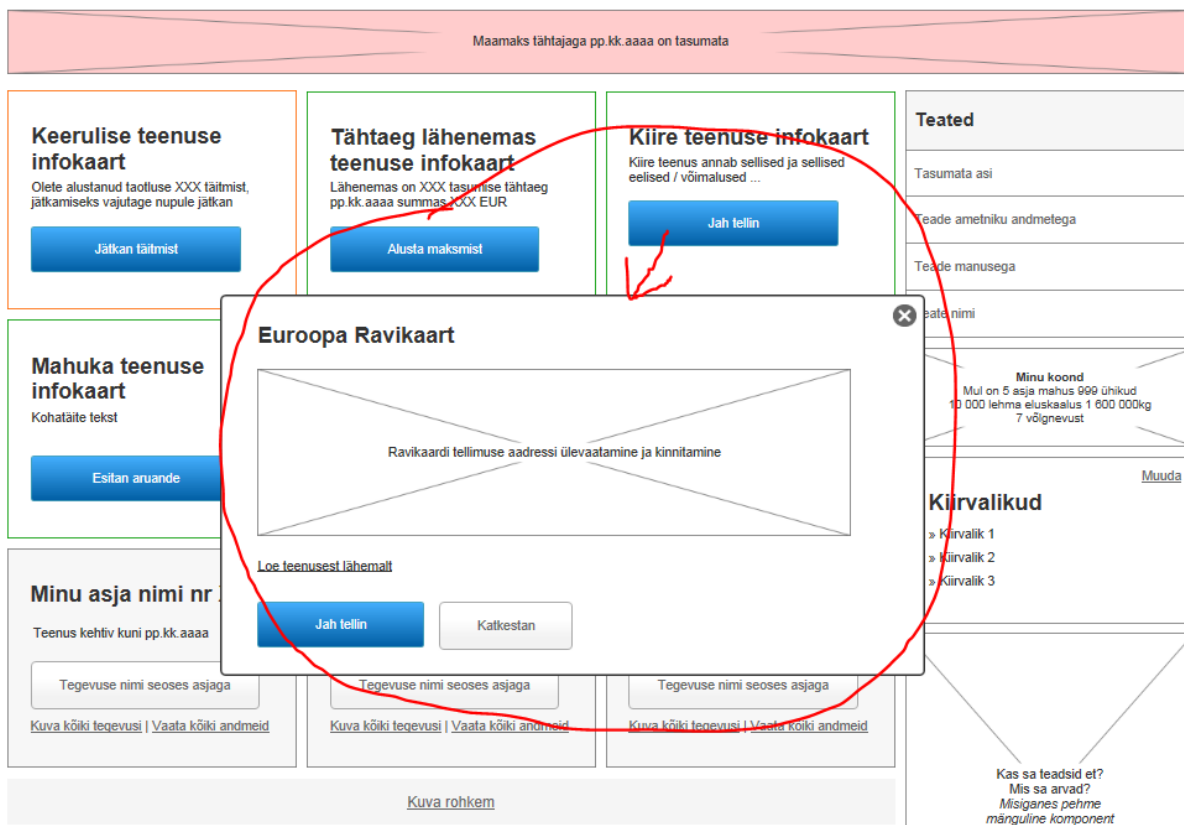 Maamaks tähtajaga pp.kk.aaaa on tasumata
Keerulise teenuse
infokaart
Olete alustanud taotluse XXX täitmist,
jätkamiseks vajutage nupule jätkan
Jätkan täitmist
Tähtaeg lähenemas
teenuse infokaart
Lähenemas on XXX tasumise tähtaeg
pp.kk.aaaa summas XXX EUR
Alusta maksmist
Kiire teenuse infokaart
Kiire teenus annab sellised ja sellised
eelised / võimalused ...
Jah tellin
Teated
Tasumata asi
Teade ametniku andmetega
Teade manusega
eate nimi
Mahuka teenuse
infokaart
Kohatäite tekst
Esitan aruande
Euroopa Ravikaart
Ravikaardi tellimuse aadressi ülevaatamine ja kinnitamine
Loe teenusest lähemalt
Jah tellin
Katkestan
Minu koond
Mul on 5 asja mahus 999 ühikud
10 000 lehma eluskaalus 1 600 000kg
7 võlgnevust
Muuda
Kiirvalikud
» Kiirvalik 1
» Kiirvalik 2
» Kiirvalik 3
Minu asja nimi nr
Teenus kehtiv kuni pp.kk.aaaa
Tegevuse nimi seoses asjaga
Kuva kõiki tegevusi | Vaata kõiki andmeid
Tegevuse nimi seoses asjaga
Kuva kõiki tegevusi | Vaata kõiki andmeid
Tegevuse nimi seoses asjaga
Kuva kõiki tegevusi | Vaata kõiki andmeid
Kuva rohkem
Kas sa teadsid et?
Mis sa arvad?
Misiganes pehme
mänguline komponent